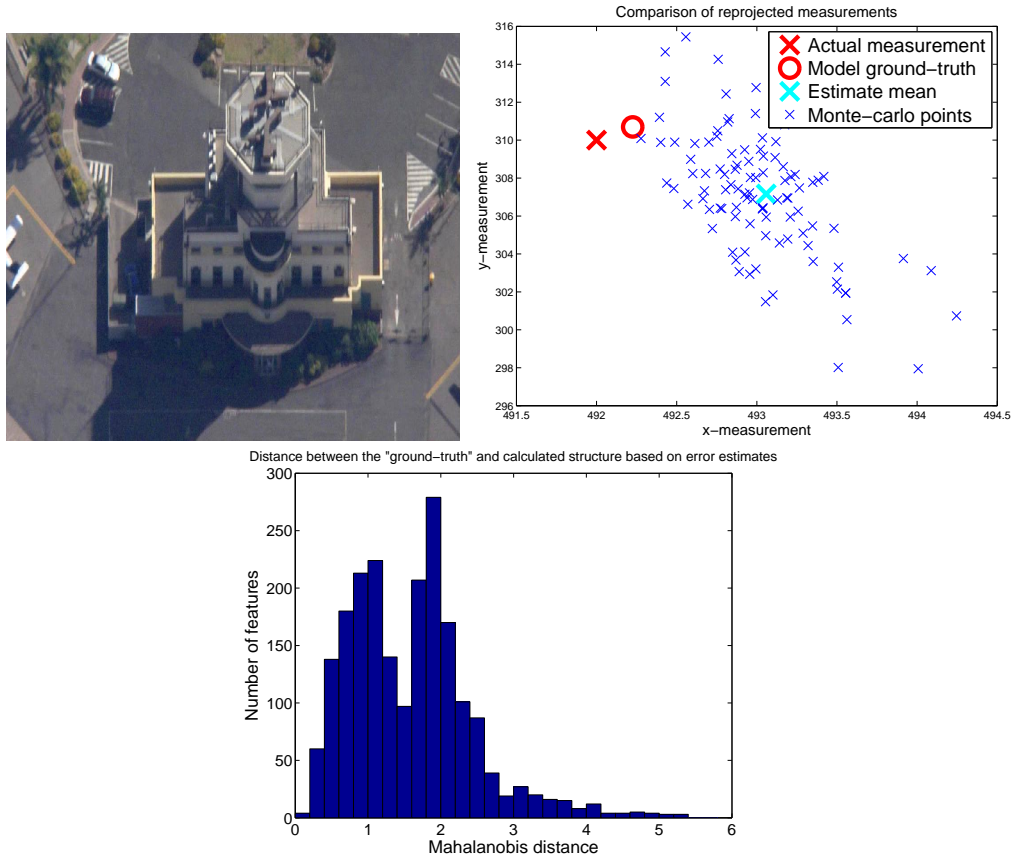 Comparison of reprojected measurements
316
314
312
310
308
306
304
302
300
298
296
y−measurement
Actual measurement
Model ground−truth
Estimate mean
Monte−carlo points
491.5 492 492.5 493 493.5 494 494.5
x−measurement
Distance between the "ground−truth" and calculated structure based on error estimates
300
250
200
150
100
50
0
Number of features
0 1 2 3 4 5 6
Mahalanobis distance